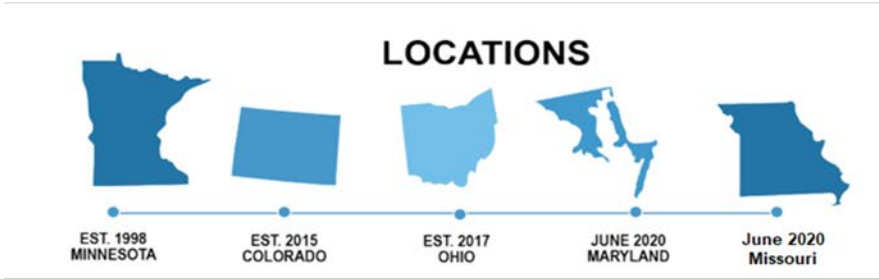 LOCATIONS
EST. 1998
MINNESOTA
EST. 2015
COLORADO
EST. 2017
OHIO
JUNE 2020
MARYLAND
June 2020
Missouri